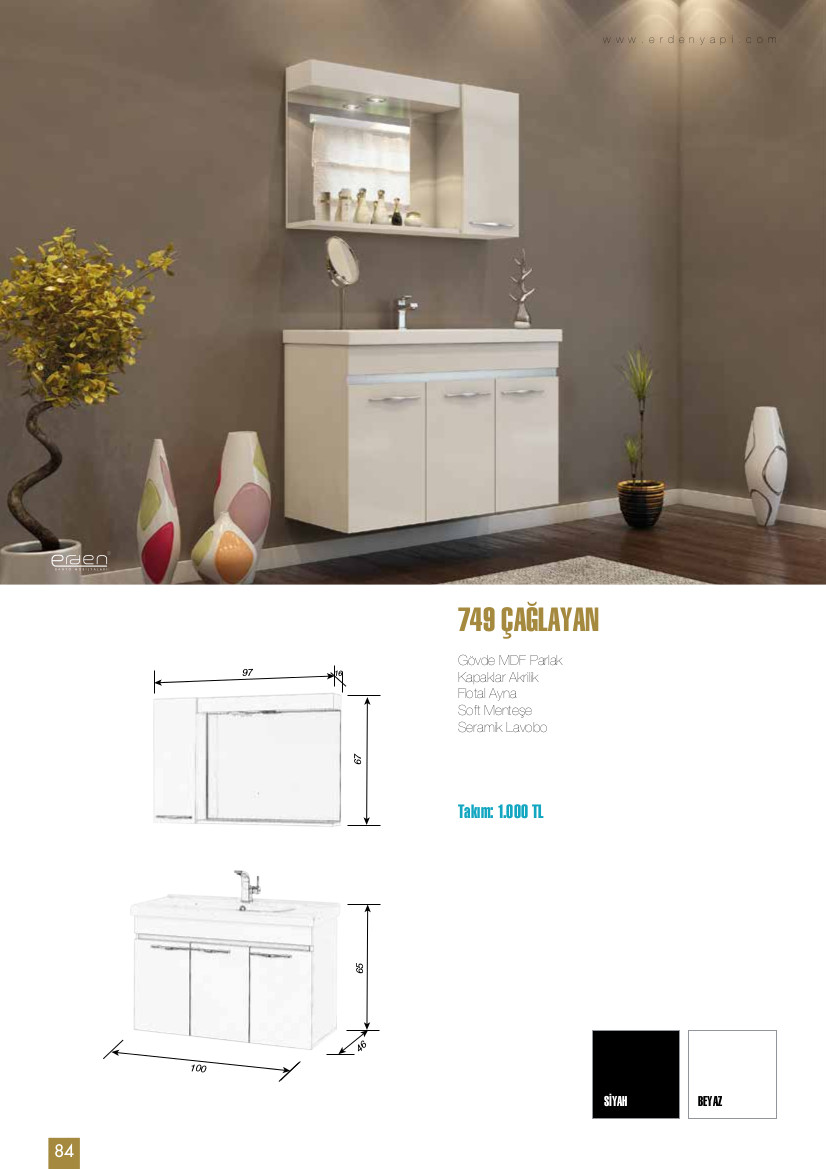 www.erdenyapi.com
erden
749 ÇAĞLAYAN
Gövde MDF Parlak
Kapaklar Akrilik
Flotal Ayna
Soft Menteşe
Seramik Lavobo
Takım: 1.000 TL
97
16
67
65
46
100
SİYAH
BEYAZ
84